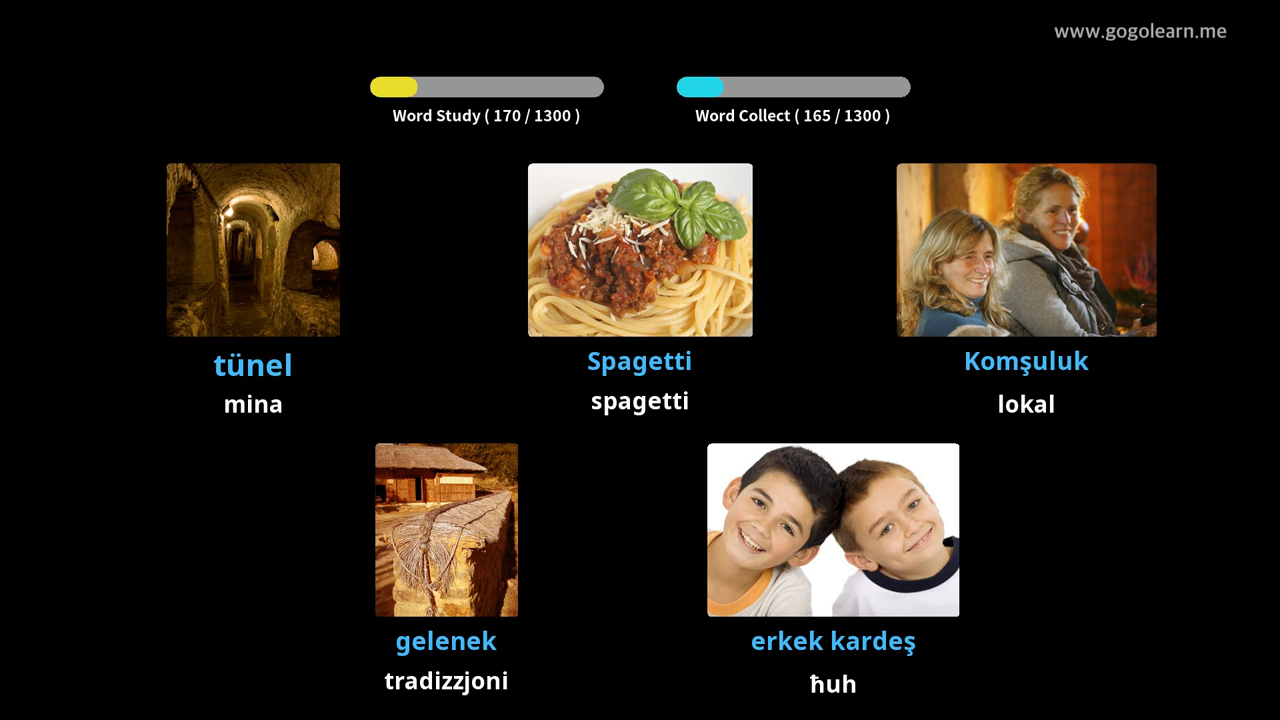 www.gogolearn.me
Word Study ( 170 / 1300 )
Word Collect ( 165 / 1300 )
tünel
mina
Spagetti
spagetti
Komşuluk
lokal
gelenek
tradizzjoni
erkek kardeş
ħuh